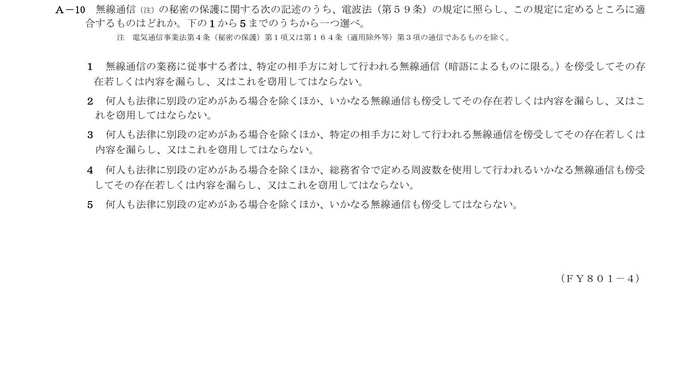 A－10　無線通信（注）の秘密の保護に関する次の記述のうち、電波法（第５９条）の規定に照らし、この規定に定めるところに適
合するものはどれか。下の1から5までのうちから一つ選べ。
注　電気通信事業法第４条（秘密の保護）第１項又は第１６４条（適用除外等）第３項の通信であるものを除く。
1　無線通信の業務に従事する者は、特定の相手方に対して行われる無線通信（暗語によるものに限る。）を傍受してその存
在若しくは内容を漏らし、又はこれを窃用してはならない。
2　何人も法律に別段の定めがある場合を除くほか、いかなる無線通信も傍受してその存在若しくは内容を漏らし、又はこ
れを窃用してはならない。
3　何人も法律に別段の定めがある場合を除くほか、特定の相手方に対して行われる無線通信を傍受してその存在若しくは
内容を漏らし、又はこれを窃用してはならない。
4　何人も法律に別段の定めがある場合を除くほか、総務省令で定める周波数を使用して行われるいかなる無線通信も傍受
してその存在若しくは内容を漏らし、又はこれを窃用してはならない。
5　何人も法律に別段の定めがある場合を除くほか、いかなる無線通信も傍受してはならない。
（ＦＹ８０１－４）